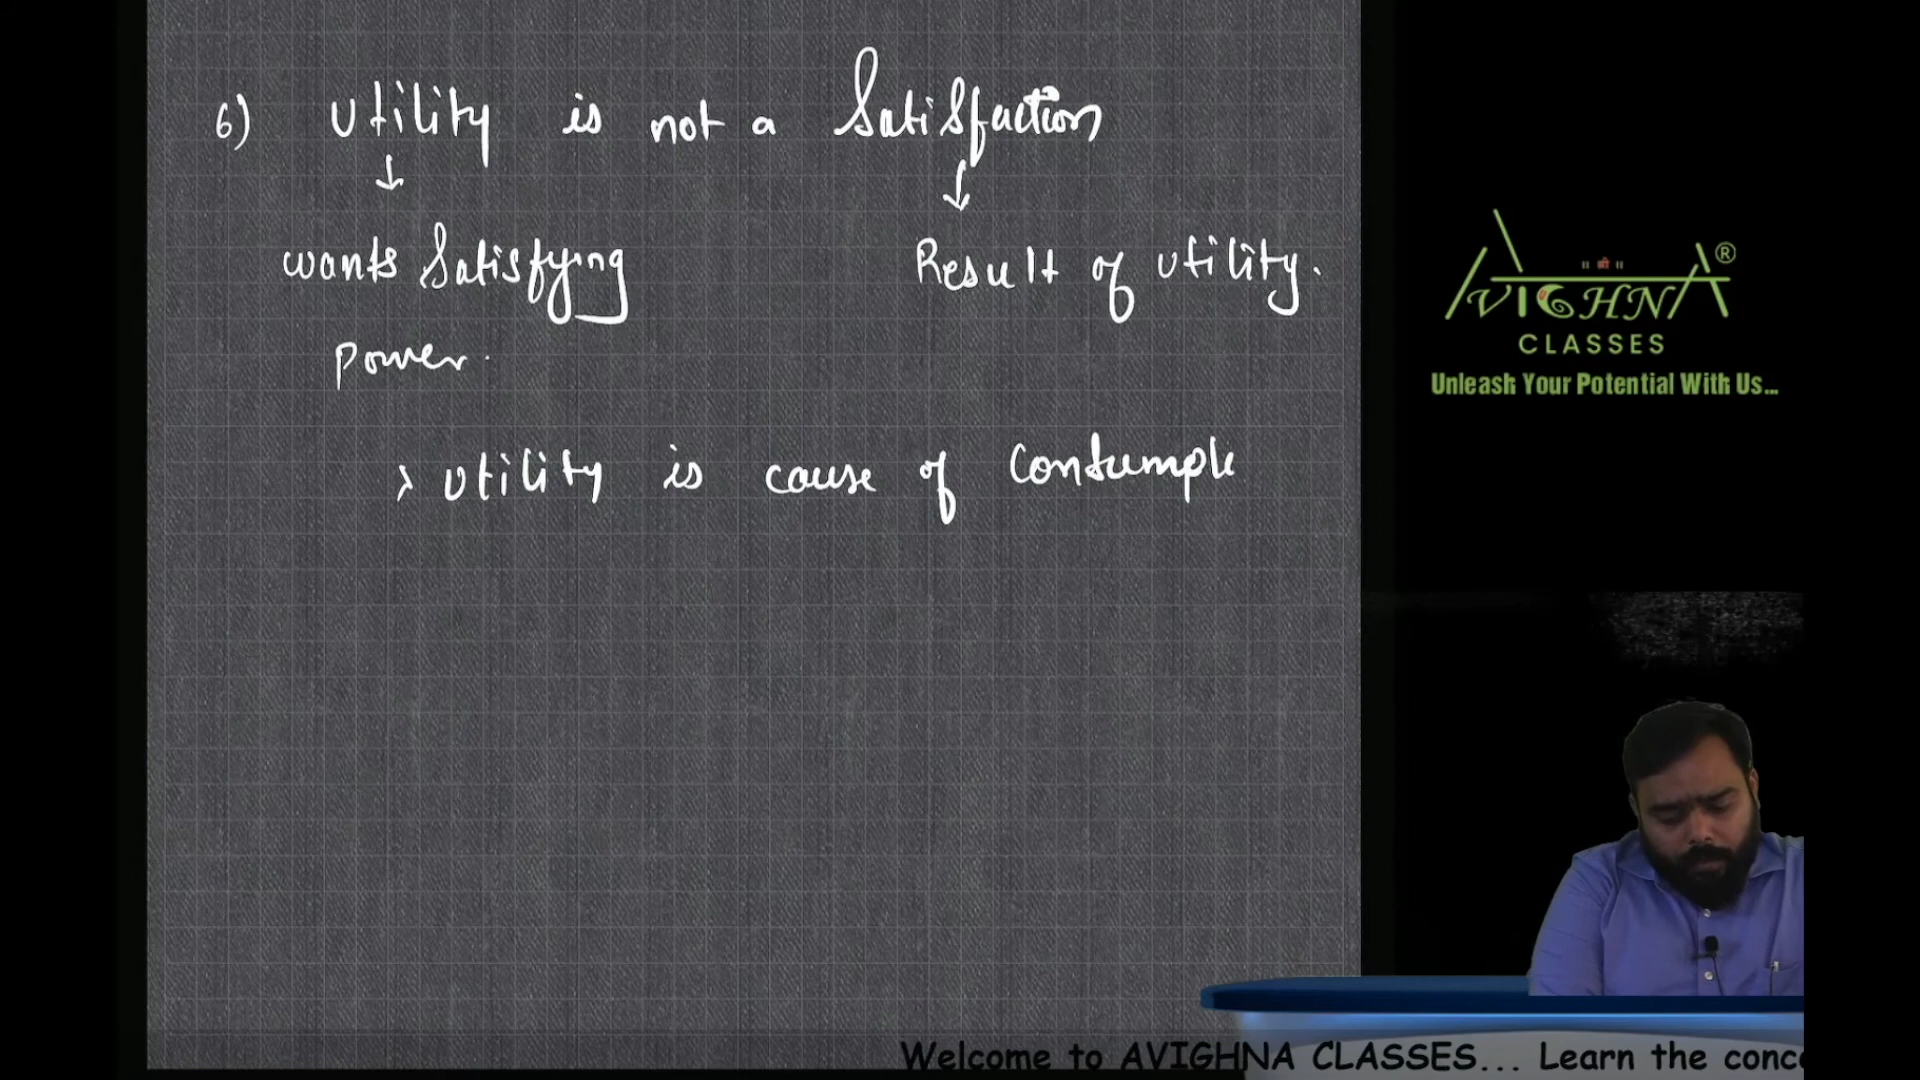 6) Utility is not a Satisfaction
↓ ↓
wants Satisfying Result of utility.
power.
> utility is cause of
|| श्री ||
AVIGHNA ®
CLASSES
Unleash Your Potential With Us...
Welcome to AVIGHNA CLASSES... Learn the conc